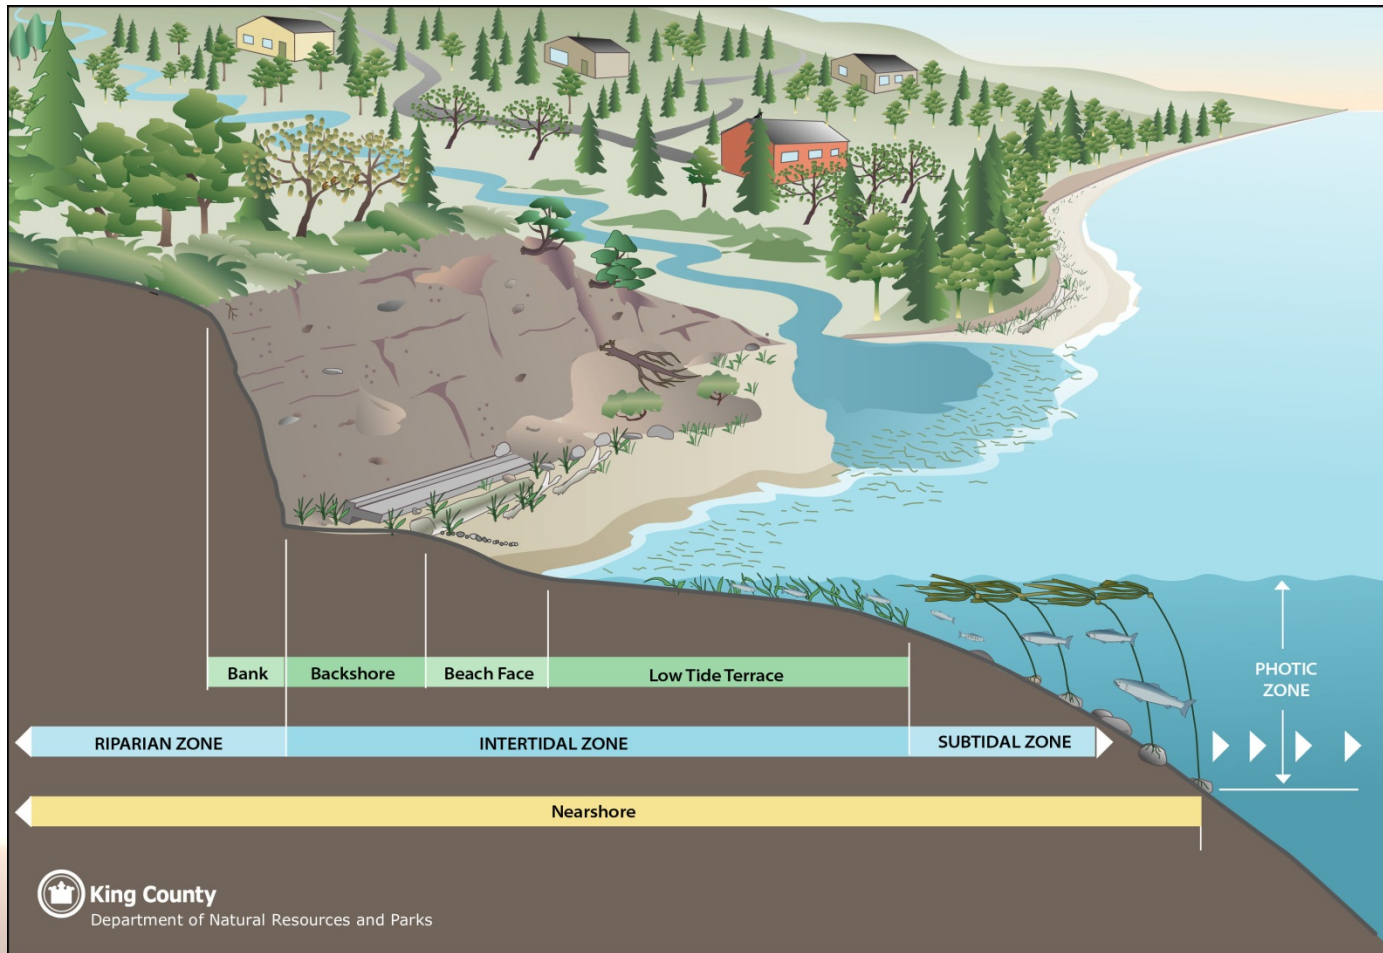 PHOTIC
ZONE
Bank
Backshore
Beach Face
Low Tide Terrace
RIPARIAN ZONE
INTERTIDAL ZONE
SUBTIDAL ZONE
Nearshore
King County
Department of Natural Resources and Parks